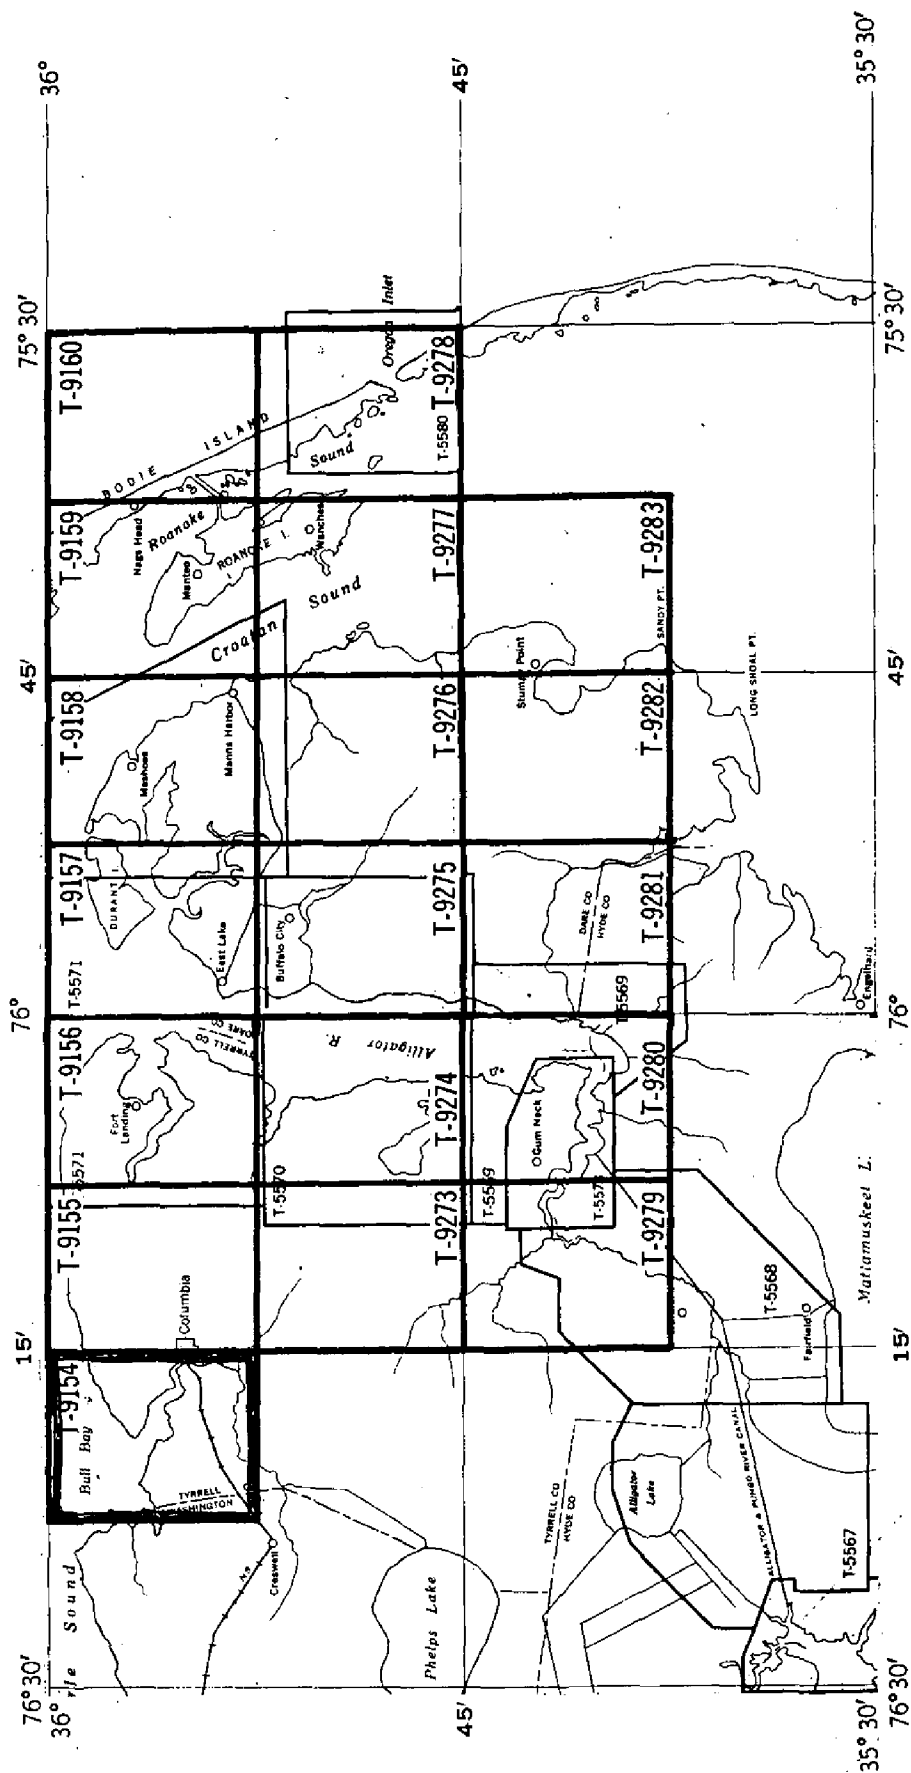 76° 30'
15'
76°
45'
75° 30'
36°
36°
rle Sound
Bull Bay
T-9154
T-9155
T-9156
T-9157
T-9158
T-9159
T-9160
5571
T-5571
DURANT I.
Mashoes
Nags Head
BODIE ISLAND
Fort Landing
TYRRELL CO
DARE CO
East Lake
Manns Harbor
Manteo
Roanoke
Sound
ROANOKE I.
Columbia
TYRRELL
WASHINGTON
N S
Creswell
Croatan Sound
Wanchese
Oregon Inlet
T-5570
Alligator R.
Buffalo City
T-5580
Phelps Lake
T-9273
T-9274
T-9275
T-9276
T-9277
T-9278
45'
45'
Gum Neck
Stumpy Point
TYRRELL CO
HYDE CO
DARE CO
HYDE CO
T-5569
Alligator Lake
T-9279
T-9280
T-9281
T-9282
T-9283
SANDY PT.
LONG SHOAL PT.
ALLIGATOR & PUNGO RIVER CANAL
T-5568
Fairfield
T-5567
Mattamuskeet L.
Engelhard
35° 30'
35° 30'
76° 30'
15'
76°
45'
75° 30'